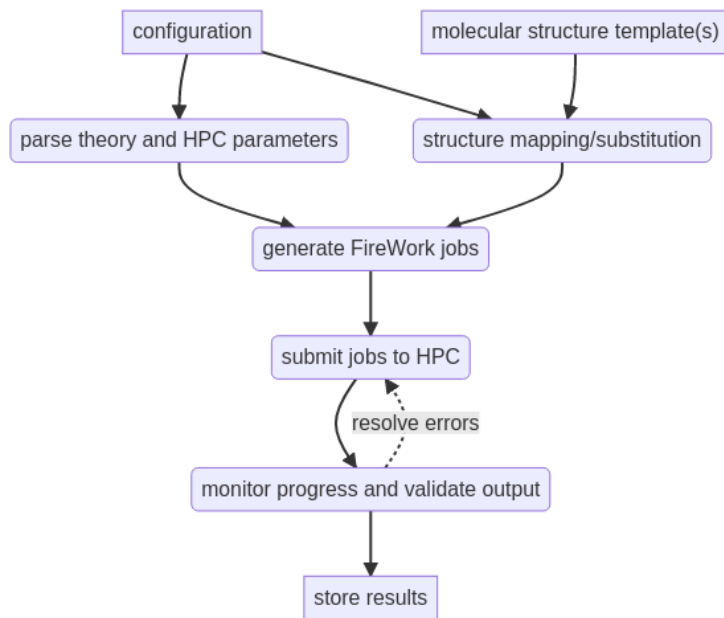 configuration
molecular structure template(s)
parse theory and HPC parameters
structure mapping/substitution
generate FireWork jobs
submit jobs to HPC
resolve errors
monitor progress and validate output
store results